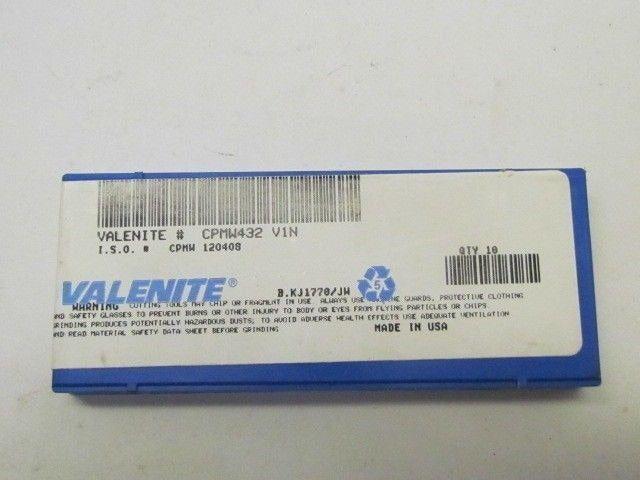 VALENITE # CPMW432 V1N
I.S.O. # CPMW 120408
QTY 10
VALENITE®
B.KJ1770/JW
5
WARNING CUTTING TOOLS MAY CHIP OR FRAGMENT IN USE. ALWAYS USE GUARDS, PROTECTIVE CLOTHING
AND SAFETY GLASSES TO PREVENT BURNS OR OTHER INJURY TO BODY OR EYES FROM FLYING PARTICLES OR CHIPS.
GRINDING PRODUCES POTENTIALLY HAZARDOUS DUSTS; TO AVOID ADVERSE HEALTH EFFECTS USE ADEQUATE VENTILATION
AND READ MATERIAL SAFETY DATA SHEET BEFORE GRINDING
MADE IN USA